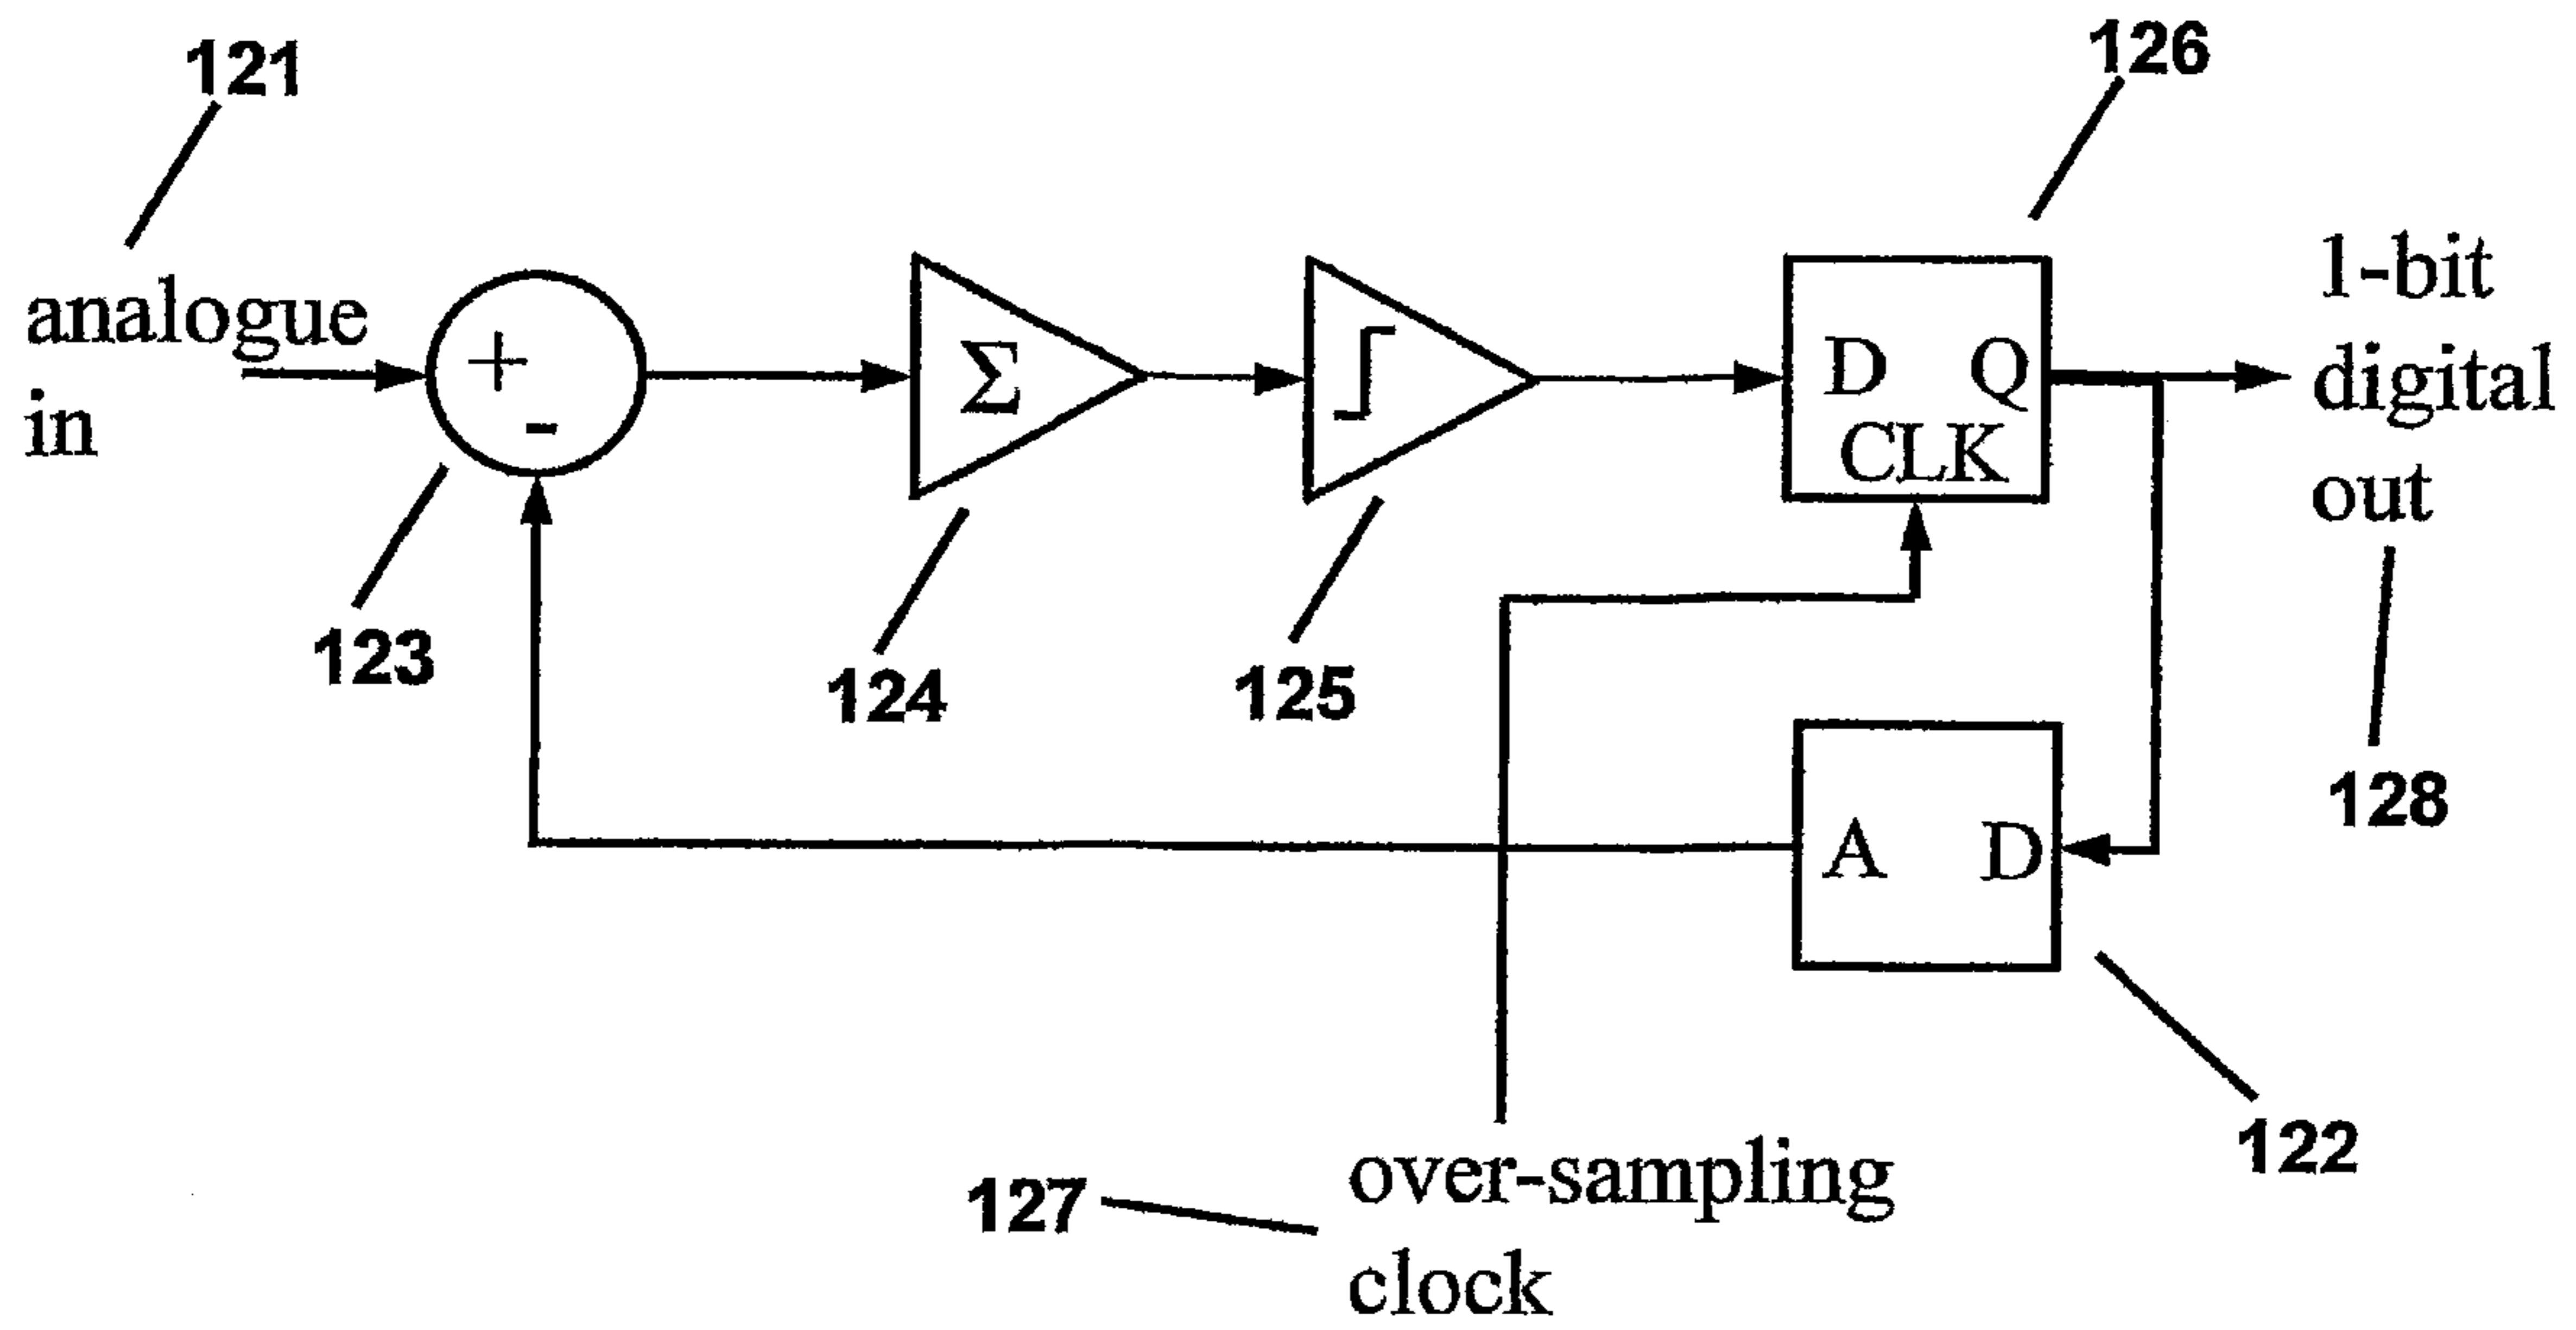 121
126
analogue
in
+
-
Σ
D Q
CLK
1-bit
digital
out
123
124
125
128
A D
122
127
over-sampling
clock